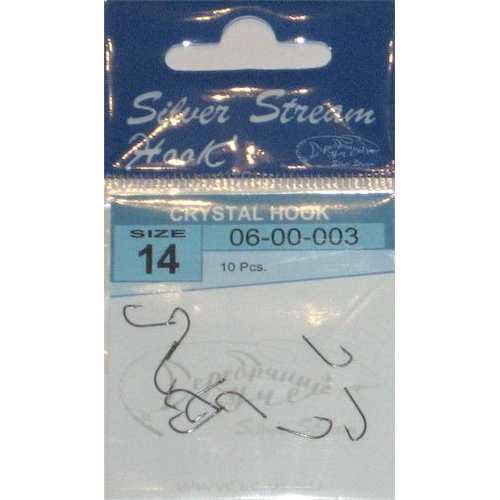 Silver Stream
Hook
CRYSTAL HOOK
SIZE
14
06-00-003
10 Pcs.